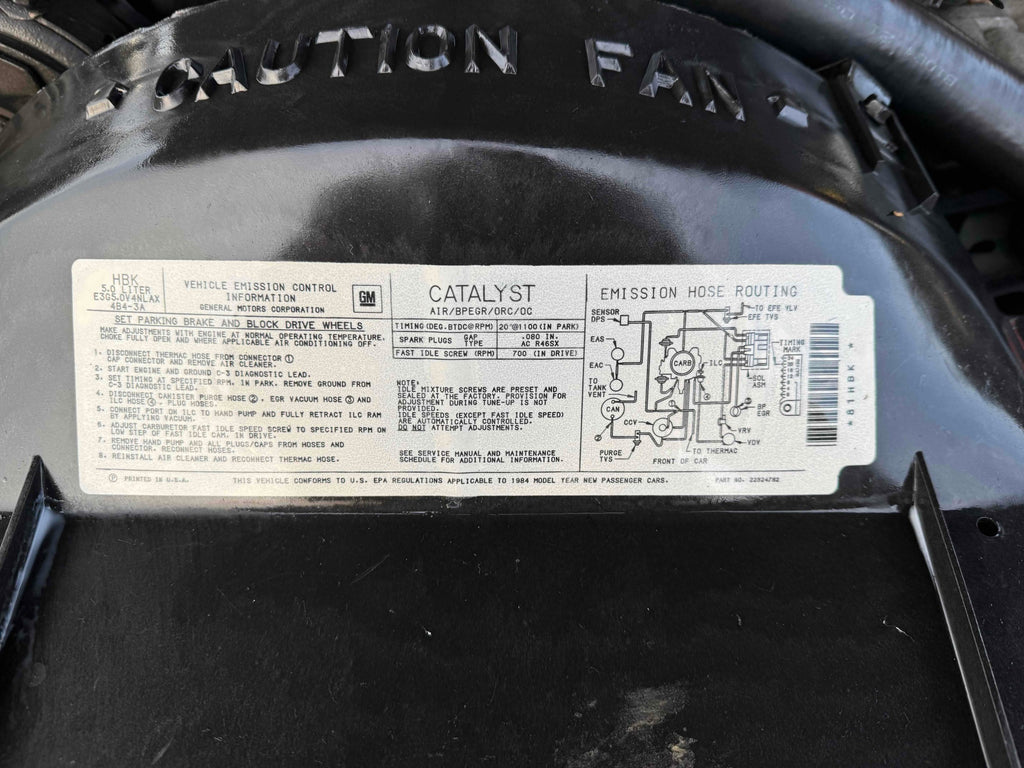 CAUTION FAN
HBK
5.0 LITER
E3G5.0V4NLAX
4B4-3A
VEHICLE EMISSION CONTROL
INFORMATION
GENERAL MOTORS CORPORATION
GM
SET PARKING BRAKE AND BLOCK DRIVE WHEELS
MAKE ADJUSTMENTS WITH ENGINE AT NORMAL OPERATING TEMPERATURE,
CHOKE FULLY OPEN AND WHERE APPLICABLE AIR CONDITIONING OFF.
1. DISCONNECT THERMAC HOSE FROM CONNECTOR ①
CAP CONNECTOR AND REMOVE AIR CLEANER.
2. START ENGINE AND GROUND C-3 DIAGNOSTIC LEAD.
3. SET TIMING AT SPECIFIED RPM, IN PARK. REMOVE GROUND FROM
C-3 DIAGNOSTIC LEAD.
4. DISCONNECT CANISTER PURGE HOSE ②, EGR VACUUM HOSE ③ AND
ILC HOSE ④ - PLUG HOSES.
5. CONNECT PORT ON ILC TO HAND PUMP AND FULLY RETRACT ILC RAM
BY APPLYING VACUUM.
6. ADJUST CARBURETOR FAST IDLE SPEED SCREW TO SPECIFIED RPM ON
LOW STEP OF FAST IDLE CAM, IN DRIVE.
7. REMOVE HAND PUMP AND ALL PLUGS/CAPS FROM HOSES AND
CONNECTOR. RECONNECT HOSES.
8. REINSTALL AIR CLEANER AND RECONNECT THERMAC HOSE.
CATALYST
AIR/BPEGR/ORC/OC
TIMING (DEG.BTDC@RPM) 20°@1100 (IN PARK)
SPARK PLUGS GAP .080 IN.
TYPE AC R46SX
FAST IDLE SCREW (RPM) 700 (IN DRIVE)
NOTE:
IDLE MIXTURE SCREWS ARE PRESET AND
SEALED AT THE FACTORY. PROVISION FOR
ADJUSTMENT DURING TUNE-UP IS NOT
PROVIDED.
IDLE SPEEDS (EXCEPT FAST IDLE SPEED)
ARE AUTOMATICALLY CONTROLLED.
DO NOT ATTEMPT ADJUSTMENTS.
SEE SERVICE MANUAL AND MAINTENANCE
SCHEDULE FOR ADDITIONAL INFORMATION.
EMISSION HOSE ROUTING
SENSOR
DPS
TO EFE VLV
EFE TVS
EAS
TIMING
MARK
CARB
ILC
EAC
SOL
ASM
TO
TANK
VENT
CAN
BP
EGR
CCV
VRV
VDV
PURGE
TVS
TO THERMAC
FRONT OF CAR
*81HBK*
Ⓟ PRINTED IN U.S.A.
THIS VEHICLE CONFORMS TO U.S. EPA REGULATIONS APPLICABLE TO 1984 MODEL YEAR NEW PASSENGER CARS.
PART NO. 22524782